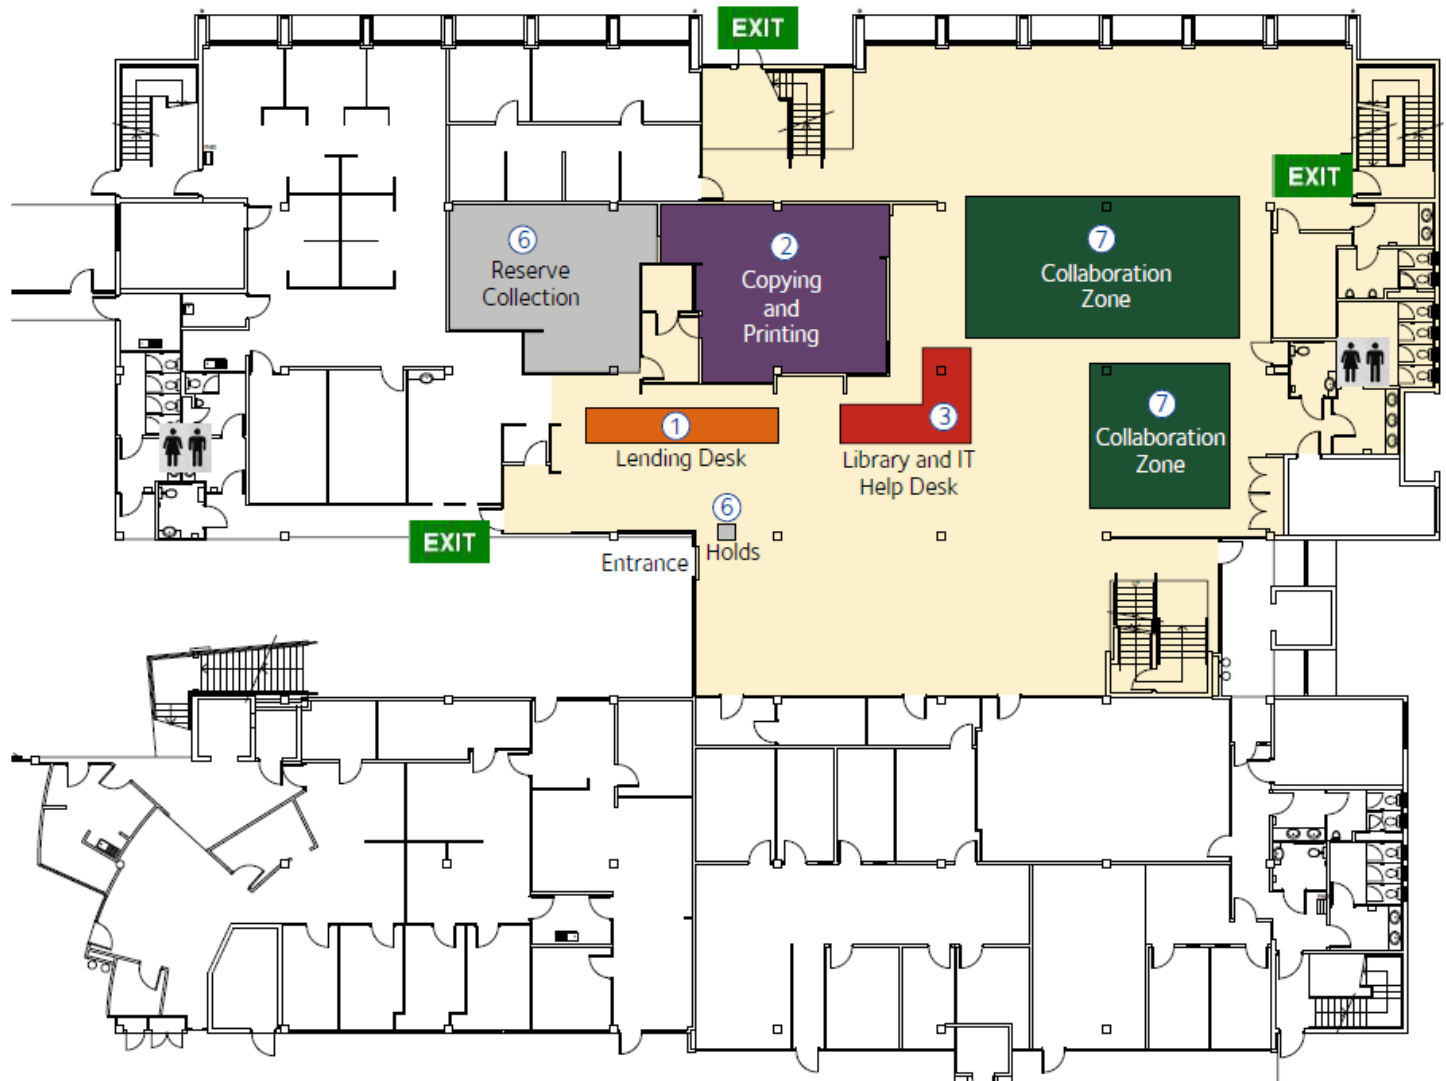 EXIT
EXIT
6
Reserve
Collection
2
Copying
and
Printing
7
Collaboration
Zone
1
Lending Desk
3
Library and IT
Help Desk
7
Collaboration
Zone
EXIT
Entrance
6
Holds